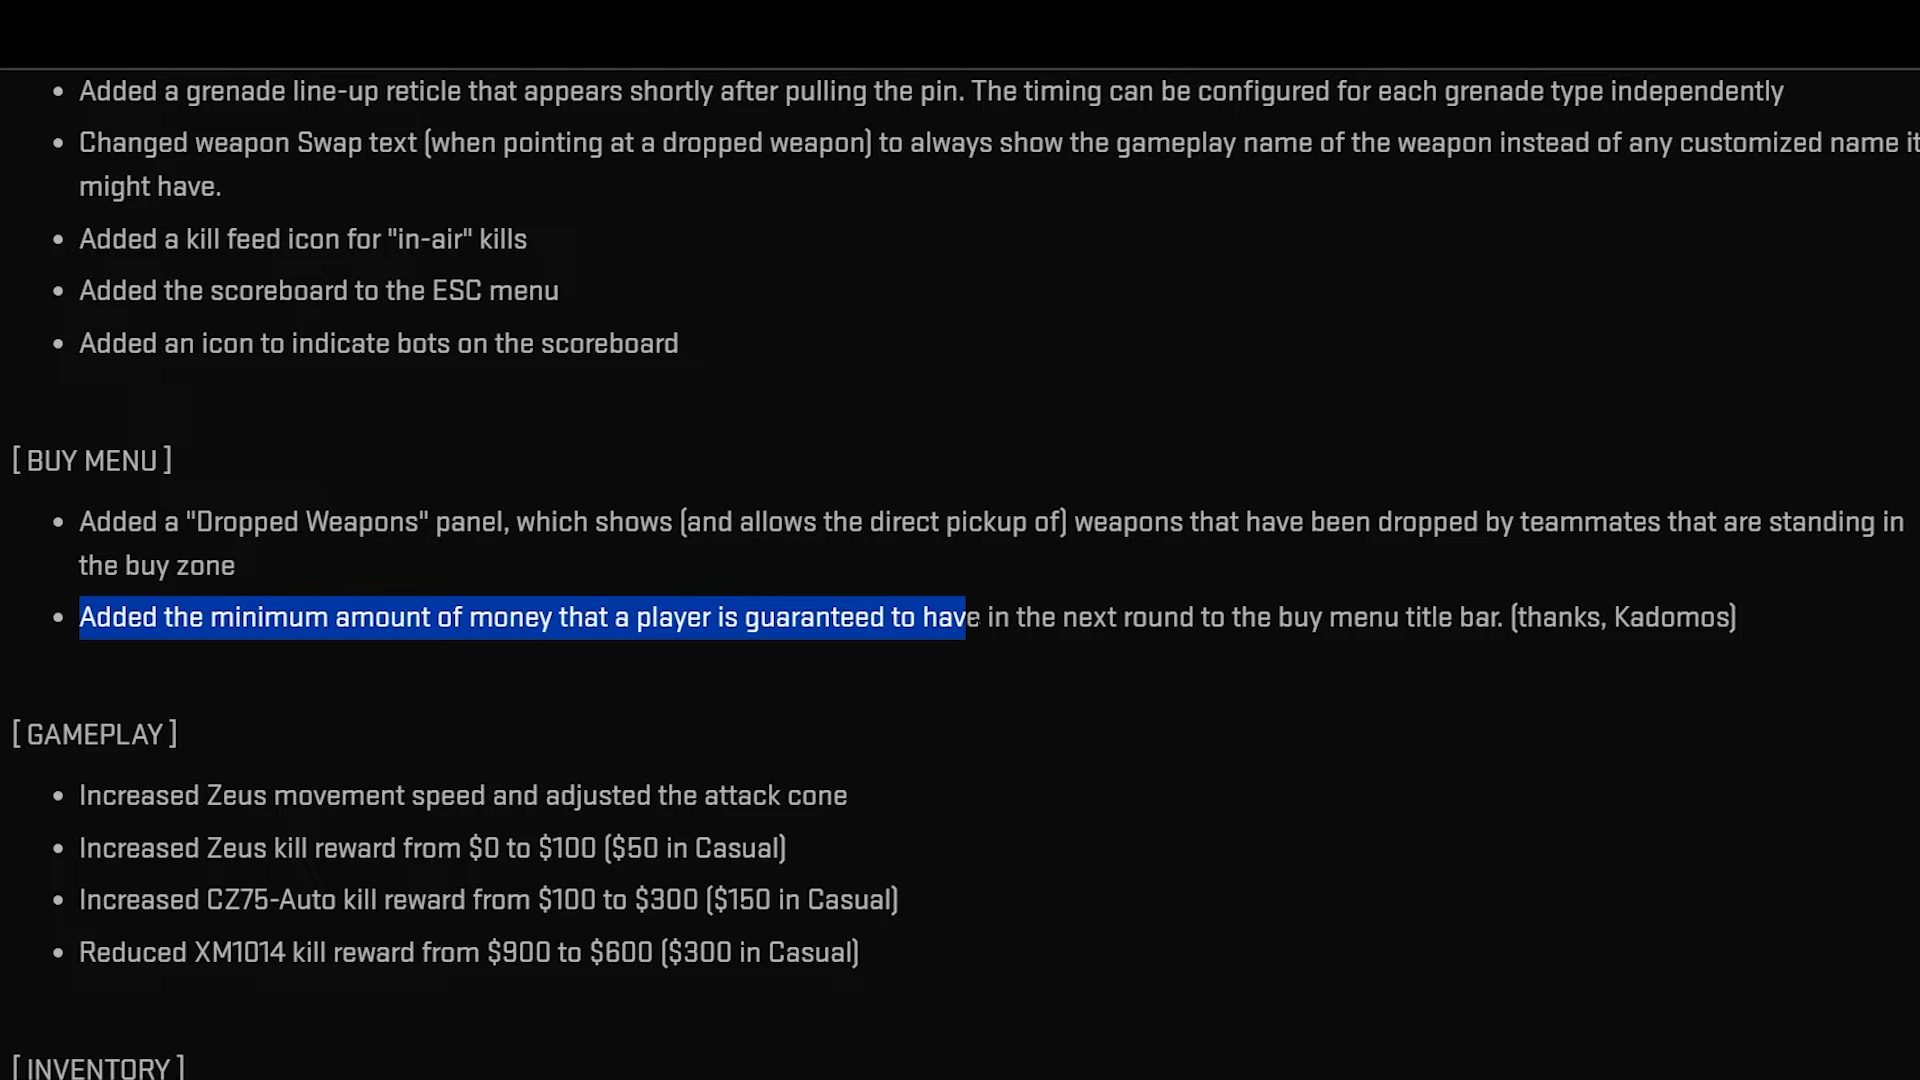 • Added a grenade line-up reticle that appears shortly after pulling the pin. The timing can be configured for each grenade type independently
• Changed weapon Swap text (when pointing at a dropped weapon) to always show the gameplay name of the weapon instead of any customized name it
might have.
• Added a kill feed icon for "in-air" kills
• Added the scoreboard to the ESC menu
• Added an icon to indicate bots on the scoreboard
[ BUY MENU ]
• Added a "Dropped Weapons" panel, which shows (and allows the direct pickup of) weapons that have been dropped by teammates that are standing in
the buy zone
• Added the minimum amount of money that a player is guaranteed to have in the next round to the buy menu title bar. (thanks, Kadomos)
[ GAMEPLAY ]
• Increased Zeus movement speed and adjusted the attack cone
• Increased Zeus kill reward from $0 to $100 ($50 in Casual)
• Increased CZ75-Auto kill reward from $100 to $300 ($150 in Casual)
• Reduced XM1014 kill reward from $900 to $600 ($300 in Casual)
[ INVENTORY ]